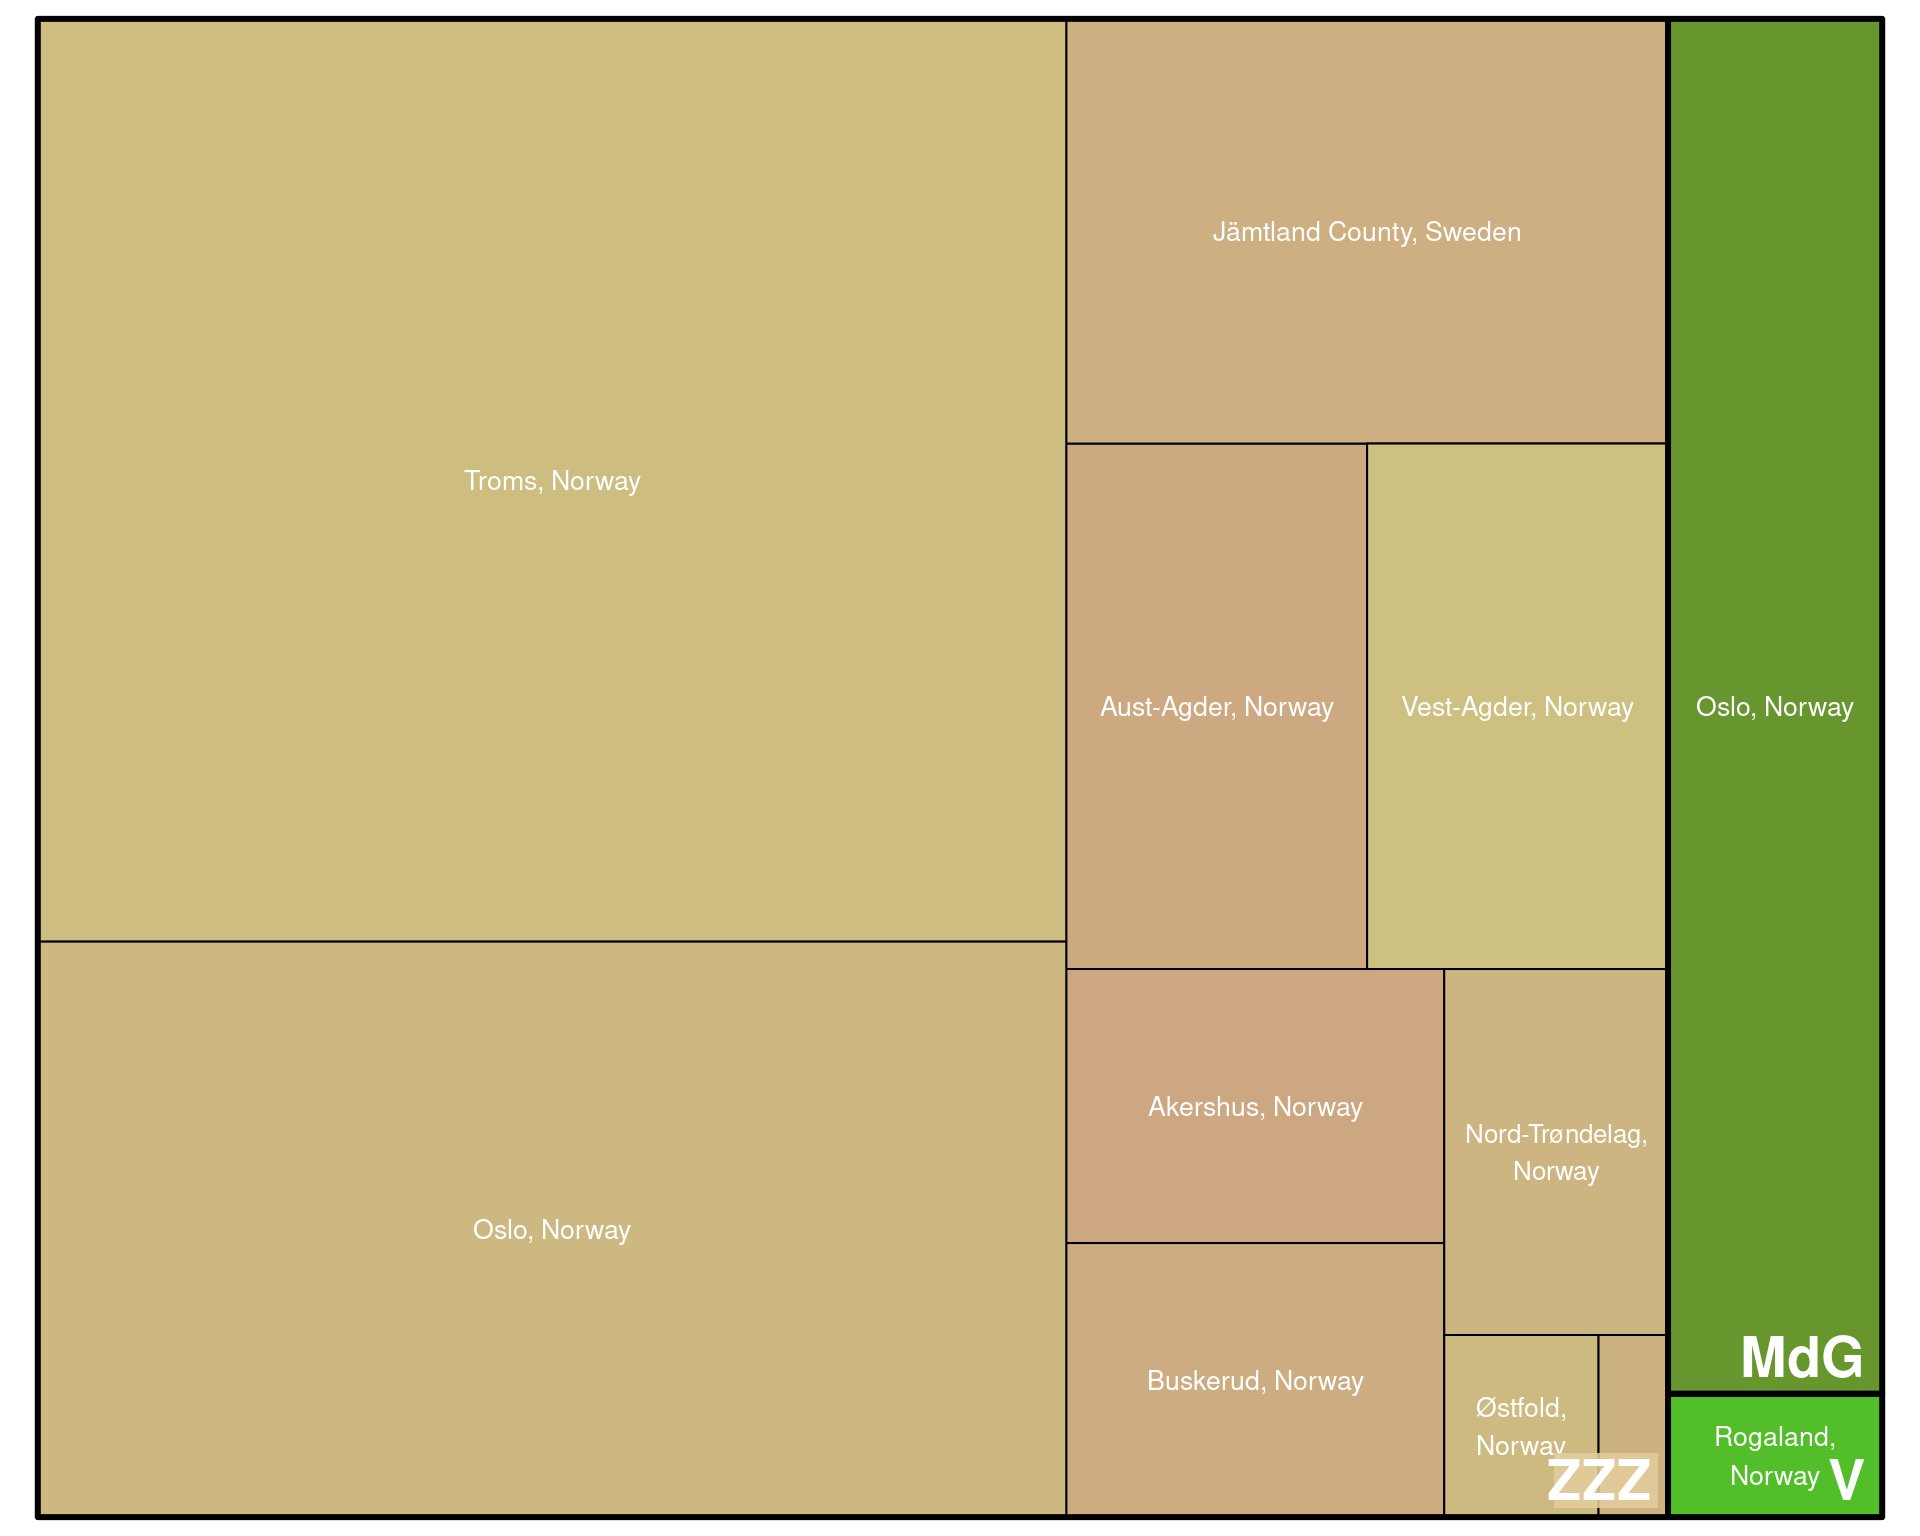 Troms, Norway
Oslo, Norway
Jämtland County, Sweden
Aust-Agder, Norway
Vest-Agder, Norway
Akershus, Norway
Buskerud, Norway
Nord-Trøndelag,
Norway
Østfold,
Norway
ZZZ
Oslo, Norway
MdG
Rogaland,
Norway
V